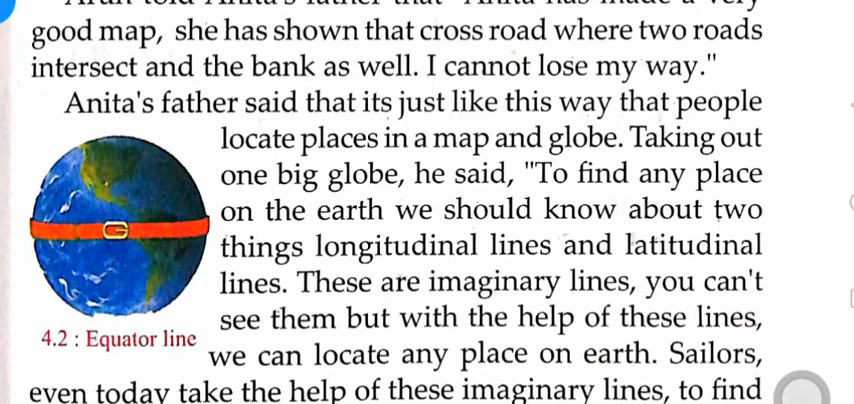 good map, she has shown that cross road where two roads
intersect and the bank as well. I cannot lose my way."
Anita's father said that its just like this way that people
locate places in a map and globe. Taking out
one big globe, he said, "To find any place
on the earth we should know about two
things longitudinal lines and latitudinal
lines. These are imaginary lines, you can't
see them but with the help of these lines,
4.2 : Equator line
we can locate any place on earth. Sailors,
even today take the help of these imaginary lines, to find